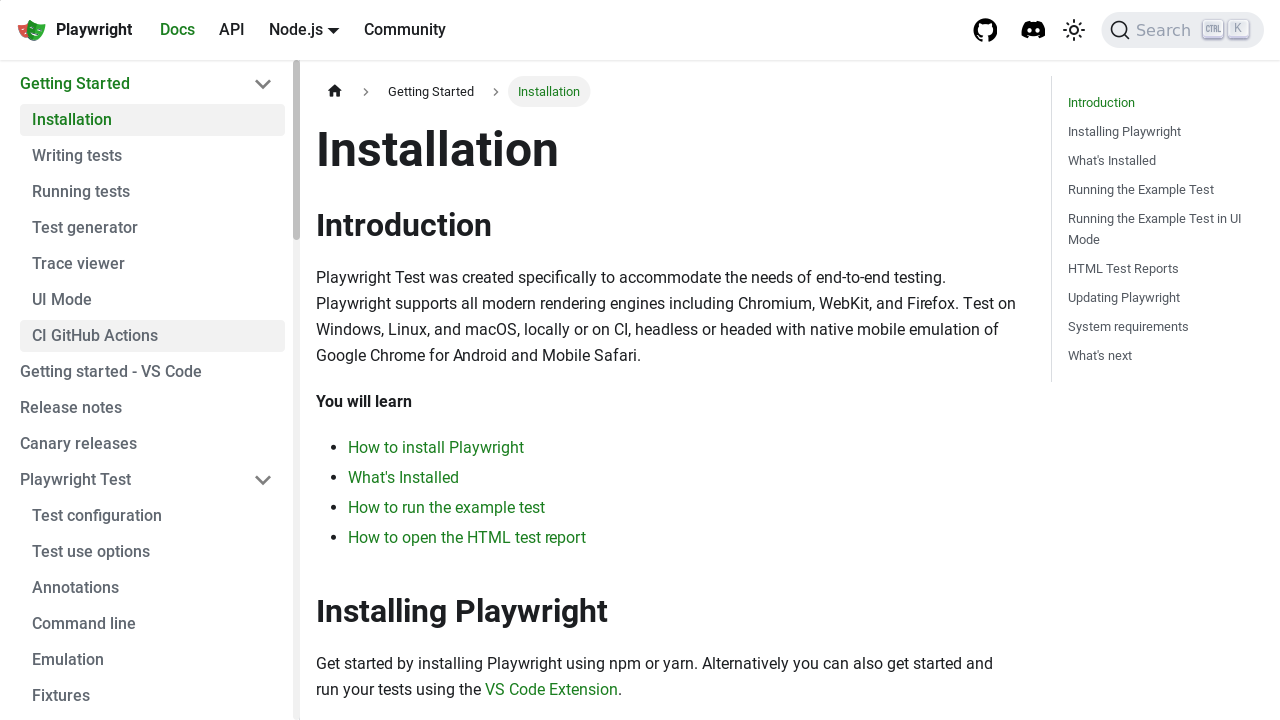 Playwright
Docs
API
Node.js
Community
Search
CTRL
K
Getting Started
Installation
Writing tests
Running tests
Test generator
Trace viewer
UI Mode
CI GitHub Actions
Getting started - VS Code
Release notes
Canary releases
Playwright Test
Test configuration
Test use options
Annotations
Command line
Emulation
Fixtures
Getting Started
Installation
Installation
Introduction
Playwright Test was created specifically to accommodate the needs of end-to-end testing.
Playwright supports all modern rendering engines including Chromium, WebKit, and Firefox. Test on
Windows, Linux, and macOS, locally or on CI, headless or headed with native mobile emulation of
Google Chrome for Android and Mobile Safari.
You will learn
How to install Playwright
What's Installed
How to run the example test
How to open the HTML test report
Installing Playwright
Get started by installing Playwright using npm or yarn. Alternatively you can also get started and
run your tests using the VS Code Extension.
Introduction
Installing Playwright
What's Installed
Running the Example Test
Running the Example Test in UI
Mode
HTML Test Reports
Updating Playwright
System requirements
What's next